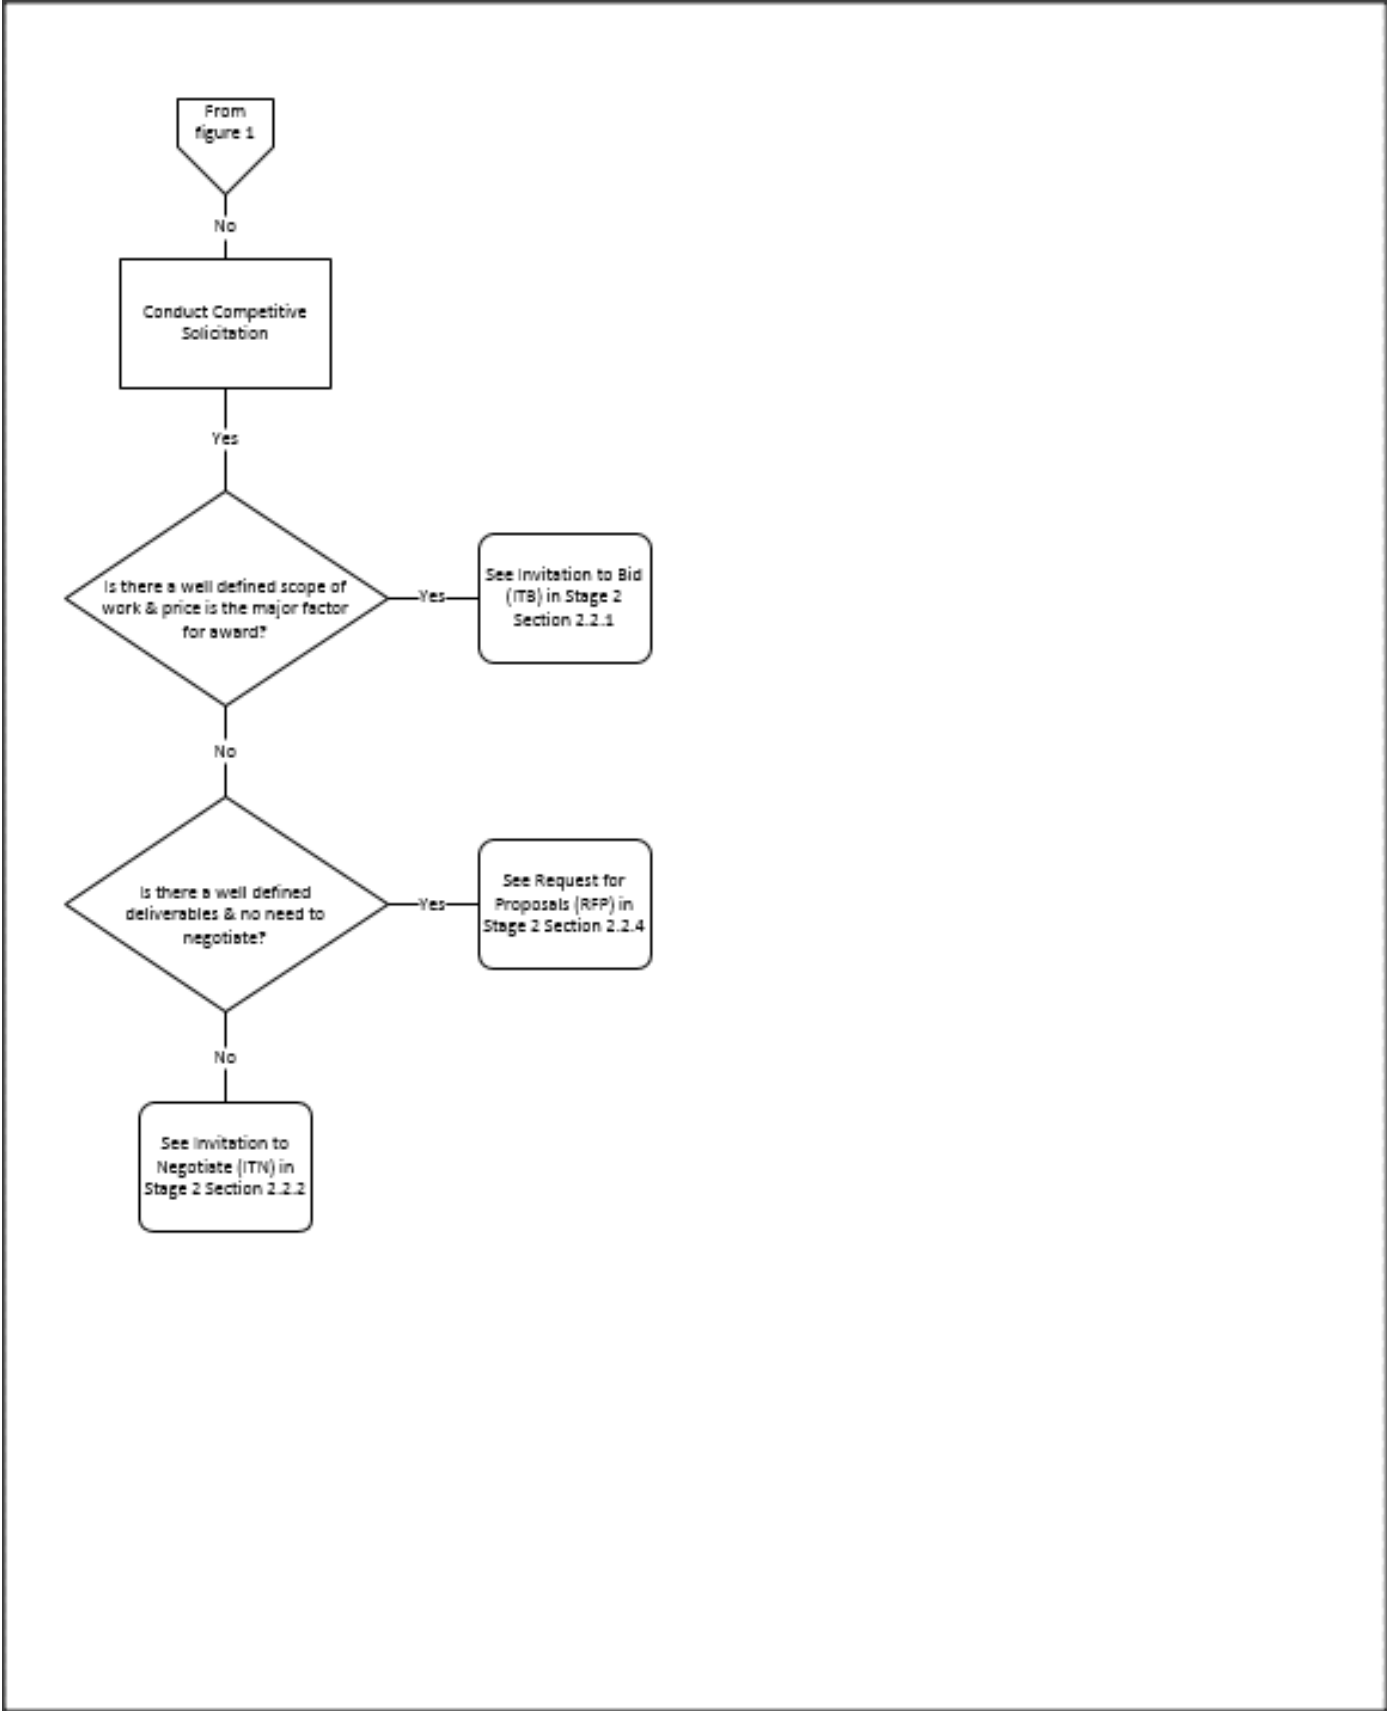 From
figure 1
No
Conduct Competitive
Solicitation
Yes
Is there a well defined scope of
work & price is the major factor
for award?
Yes
See Invitation to Bid
(ITB) in Stage 2
Section 2.2.1
No
Is there a well defined
deliverables & no need to
negotiate?
Yes
See Request for
Proposals (RFP) in
Stage 2 Section 2.2.4
No
See Invitation to
Negotiate (ITN) in
Stage 2 Section 2.2.2